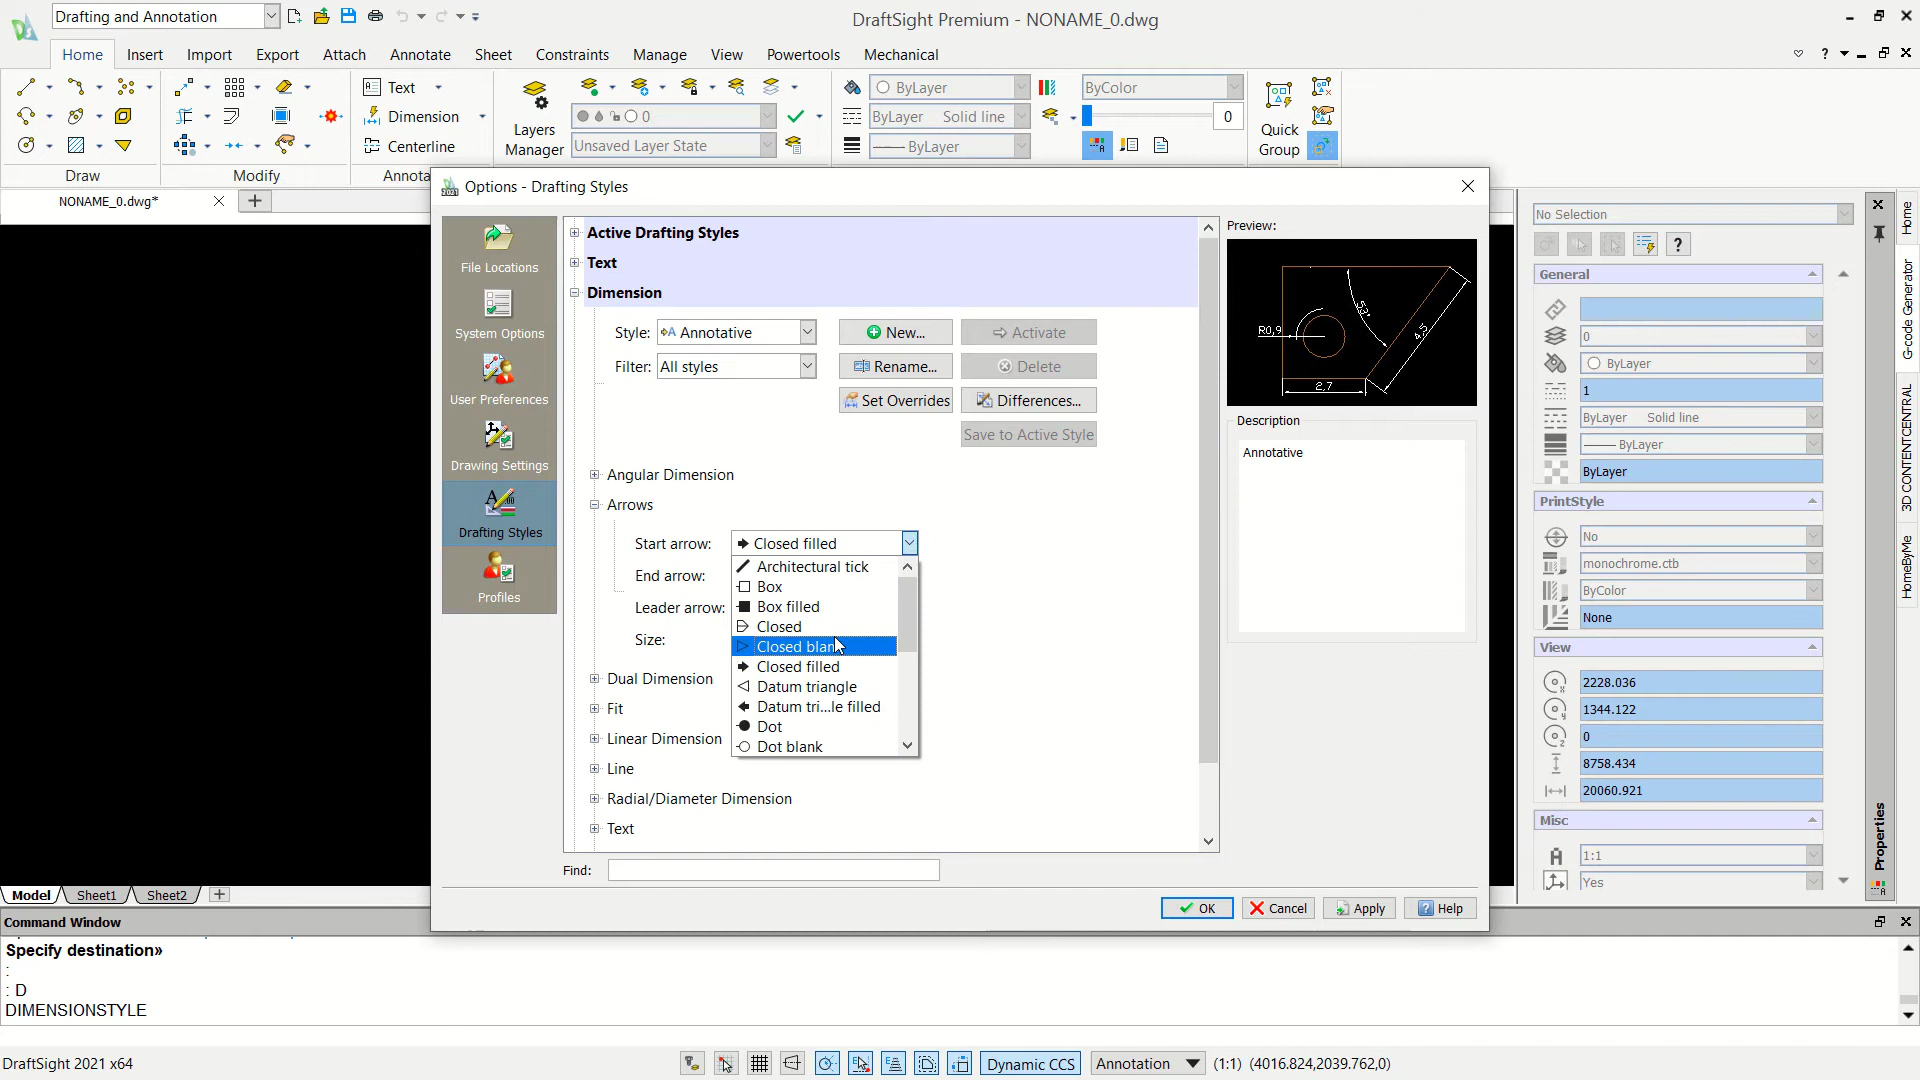 Drafting and Annotation
DraftSight Premium - NONAME_0.dwg
Home Insert Import Export Attach Annotate Sheet Constraints Manage View Powertools Mechanical
Text
Dimension
Centerline
Layers
Manager
0
Unsaved Layer State
ByLayer
ByLayer Solid line
ByLayer
ByColor
0
Quick
Group
Draw
Modify
Annota
NONAME_0.dwg*
Options - Drafting Styles
File Locations
System Options
User Preferences
Drawing Settings
Drafting Styles
Profiles
Active Drafting Styles
Text
Dimension
Style: Annotative New... Activate
Filter: All styles Rename... Delete
Set Overrides Differences...
Save to Active Style
Angular Dimension
Arrows
Start arrow: Closed filled
End arrow:
Leader arrow:
Size:
Architectural tick
Box
Box filled
Closed
Closed blan
Closed filled
Datum triangle
Datum tri...le filled
Dot
Dot blank
Dual Dimension
Fit
Linear Dimension
Line
Radial/Diameter Dimension
Text
Find:
Preview:
R0,9
53°
4,5
2,7
Description
Annotative
OK Cancel Apply Help
No Selection
General
0
ByLayer
1
ByLayer Solid line
ByLayer
ByLayer
PrintStyle
No
monochrome.ctb
ByColor
None
View
2228.036
1344.122
0
8758.434
20060.921
Misc
1:1
Yes
Properties
Home
G-code Generator
3D CONTENTCENTRAL
HomeByMe
Model Sheet1 Sheet2
Command Window
Specify destination»
:
: D
DIMENSIONSTYLE
DraftSight 2021 x64
Dynamic CCS Annotation (1:1) (4016.824,2039.762,0)